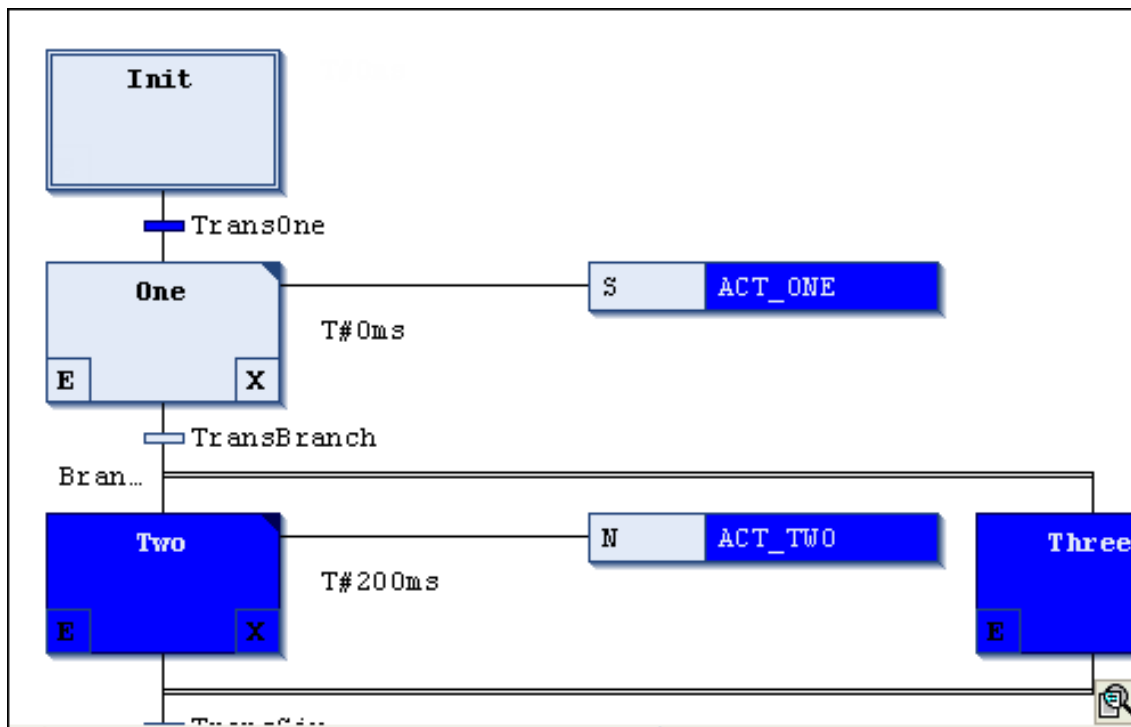 Init
TransOne
One
S ACT_ONE
T#0ms
E X
TransBranch
Bran…
Two
N ACT_TWO
Three
T#200ms
E X
E